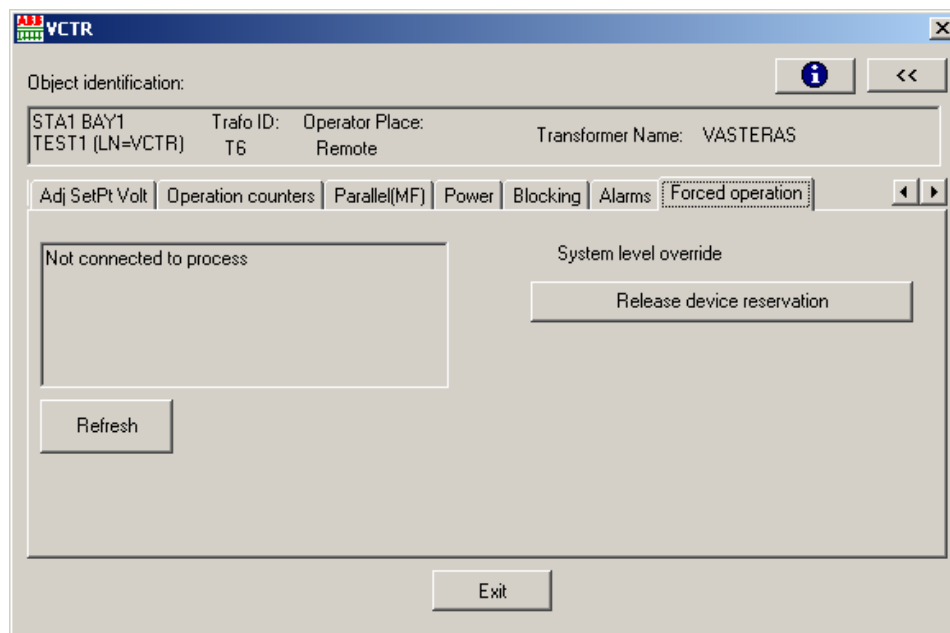 ABB VCTR
Object identification:
<<
STA1 BAY1 Trafo ID: Operator Place:
TEST1 (LN=VCTR) T6 Remote Transformer Name: VASTERAS
Adj SetPt Volt Operation counters Parallel(MF) Power Blocking Alarms Forced operation
Not connected to process
System level override
Release device reservation
Refresh
Exit